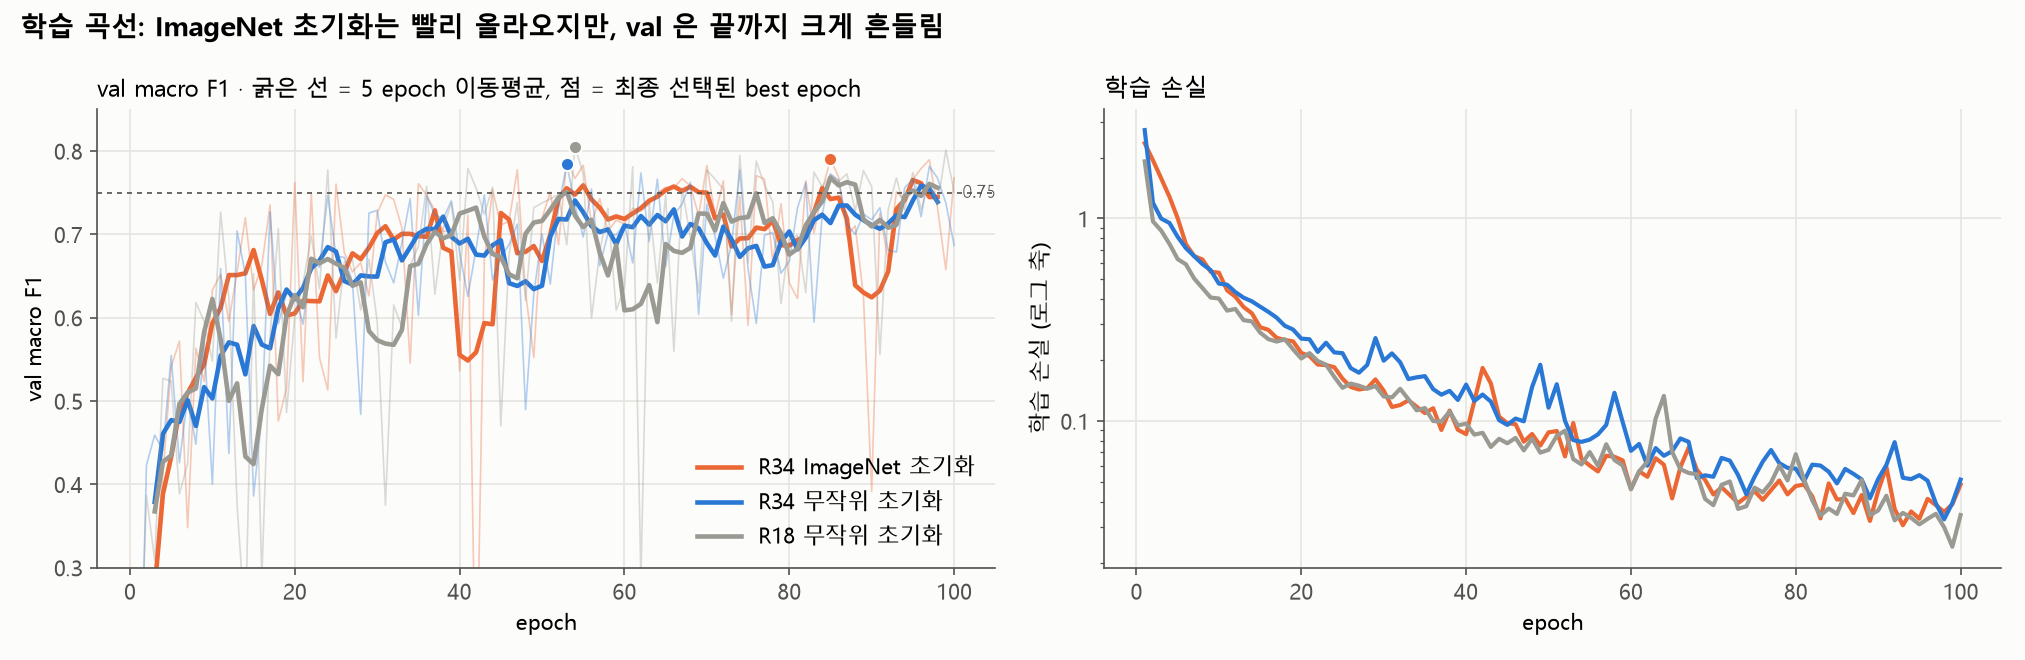 학습 곡선: ImageNet 초기화는 빨리 올라오지만, val 은 끝까지 크게 흔들림
val macro F1 · 굵은 선 = 5 epoch 이동평균, 점 = 최종 선택된 best epoch
val macro F1
0.8
0.7
0.6
0.5
0.4
0.3
0.75
R34 ImageNet 초기화
R34 무작위 초기화
R18 무작위 초기화
0 20 40 60 80 100
epoch
학습 손실
학습 손실 (로그 축)
1
0.1
0 20 40 60 80 100
epoch